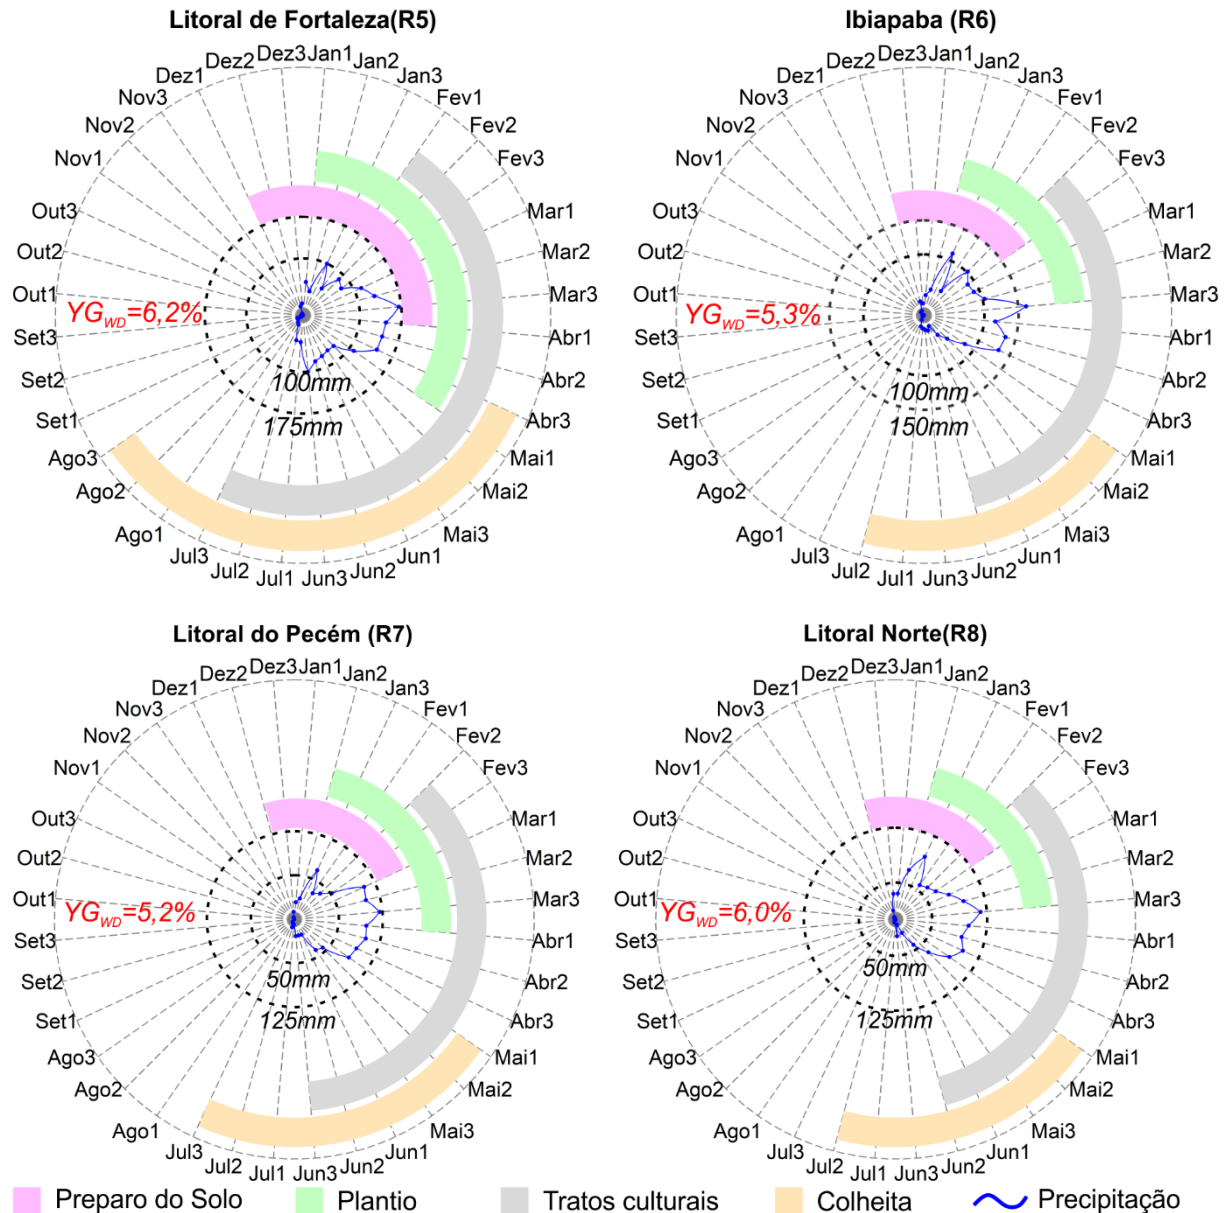 Litoral de Fortaleza(R5)
Dez3
Jan1
Jan2
Jan3
Fev1
Fev2
Fev3
Mar1
Mar2
Mar3
Abr1
Abr2
Abr3
Mai1
Mai2
Mai3
Jun1
Jun2
Jun3
Jul1
Jul2
Jul3
Ago1
Ago2
Ago3
Set1
Set2
Set3
Out1
Out2
Out3
Nov1
Nov2
Nov3
Dez1
Dez2
YG WD=6,2%
100mm
175mm
Ibiapaba (R6)
Dez3
Jan1
Jan2
Jan3
Fev1
Fev2
Fev3
Mar1
Mar2
Mar3
Abr1
Abr2
Abr3
Mai1
Mai2
Mai3
Jun1
Jun2
Jun3
Jul1
Jul2
Jul3
Ago1
Ago2
Ago3
Set1
Set2
Set3
Out1
Out2
Out3
Nov1
Nov2
Nov3
Dez1
Dez2
YG WD=5,3%
100mm
150mm
Litoral do Pecém (R7)
Dez3
Jan1
Jan2
Jan3
Fev1
Fev2
Fev3
Mar1
Mar2
Mar3
Abr1
Abr2
Abr3
Mai1
Mai2
Mai3
Jun1
Jun2
Jun3
Jul1
Jul2
Jul3
Ago1
Ago2
Ago3
Set1
Set2
Set3
Out1
Out2
Out3
Nov1
Nov2
Nov3
Dez1
Dez2
YG WD=5,2%
50mm
125mm
Litoral Norte(R8)
Dez3
Jan1
Jan2
Jan3
Fev1
Fev2
Fev3
Mar1
Mar2
Mar3
Abr1
Abr2
Abr3
Mai1
Mai2
Mai3
Jun1
Jun2
Jun3
Jul1
Jul2
Jul3
Ago1
Ago2
Ago3
Set1
Set2
Set3
Out1
Out2
Out3
Nov1
Nov2
Nov3
Dez1
Dez2
YG WD=6,0%
50mm
125mm
Preparo do Solo
Plantio
Tratos culturais
Colheita
Precipitação